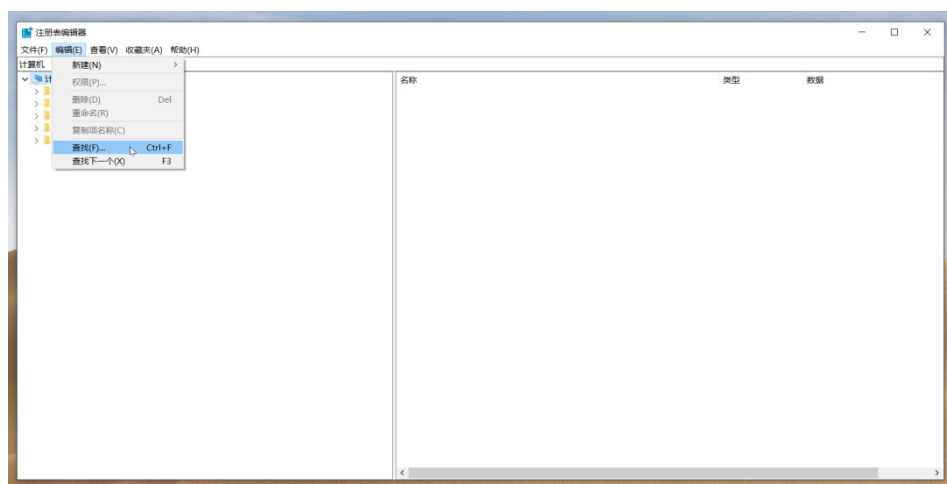 注册表编辑器
文件(F) 编辑(E) 查看(V) 收藏夹(A) 帮助(H)
计算机
新建(N)
计
名称 类型 数据
权限(P)...
删除(D) Del
重命名(R)
复制项名称(C)
查找(F)... Ctrl+F
查找下一个(X) F3